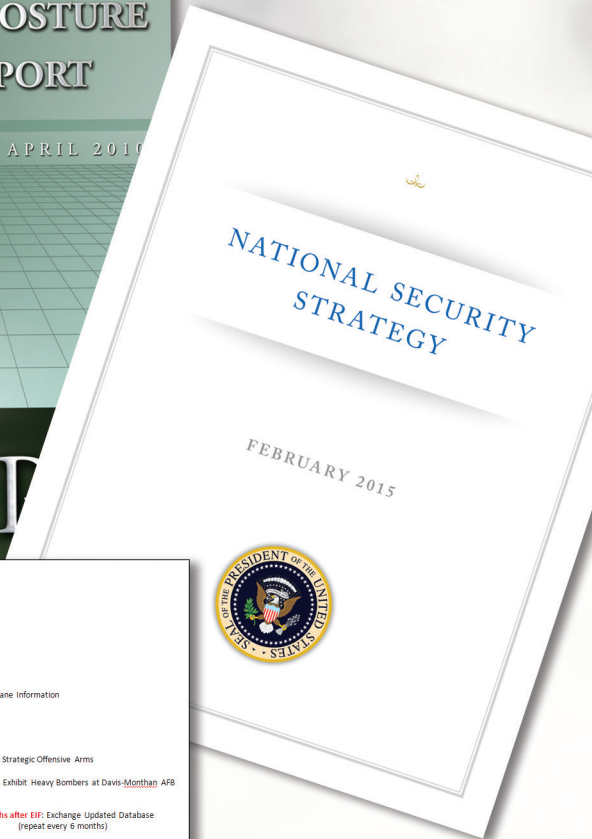 OSTURE
PORT
APRIL 2010
NATIONAL SECURITY
STRATEGY
FEBRUARY 2015
SEAL OF THE PRESIDENT OF THE UNITED STATES
ane Information
Strategic Offensive Arms
Exhibit Heavy Bombers at Davis-Monthan AFB
hs after EIF: Exchange Updated Database
(repeat every 6 months)